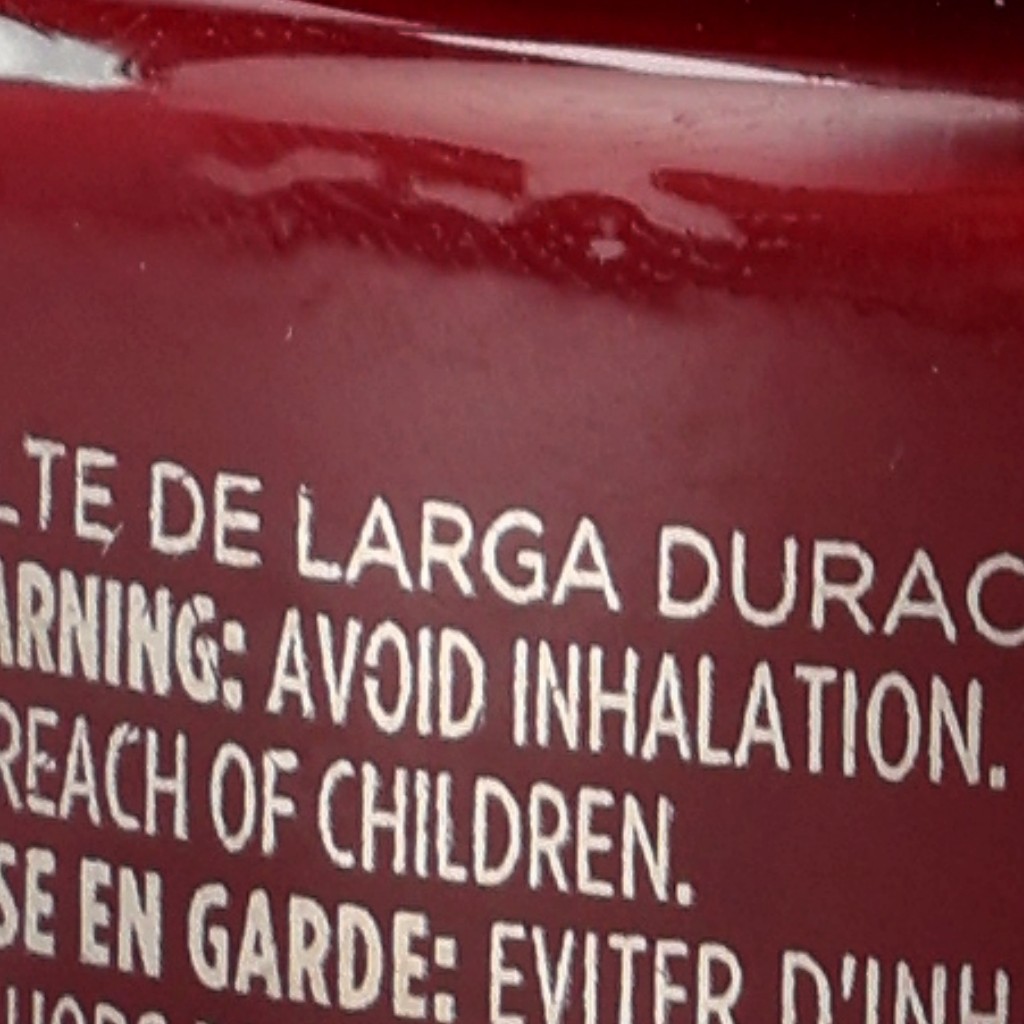 LTE DE LARGA DURAC
ARNING: AVOID INHALATION.
REACH OF CHILDREN.
SE EN GARDE: EVITER D'INH